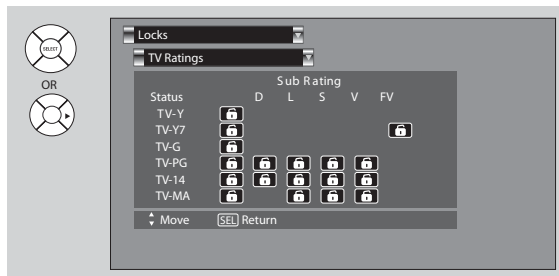 SELECT
OR
Locks
TV Ratings
Sub Rating
Status D L S V FV
TV-Y
TV-Y7
TV-G
TV-PG
TV-14
TV-MA
Move SEL Return